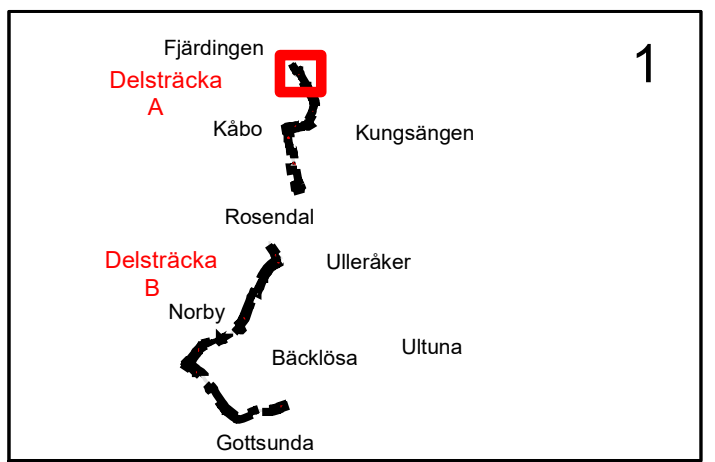 Fjärdingen
1
Delsträcka
A
Kåbo
Kungsängen
Rosendal
Delsträcka
B
Ulleråker
Norby
Bäcklösa
Ultuna
Gottsunda